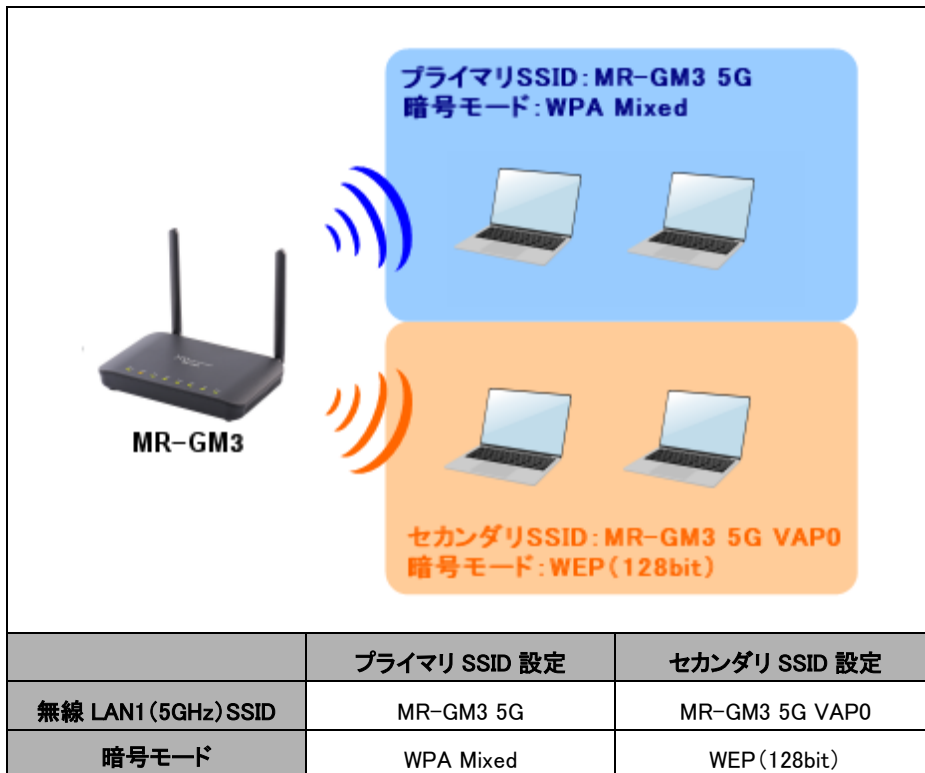 プライマリSSID:MR-GM3 5G
暗号モード:WPA Mixed
MR-GM3
セカンダリSSID:MR-GM3 5G VAP0
暗号モード:WEP(128bit)
プライマリ SSID 設定 セカンダリ SSID 設定
無線 LAN1(5GHz)SSID MR-GM3 5G MR-GM3 5G VAP0
暗号モード WPA Mixed WEP(128bit)